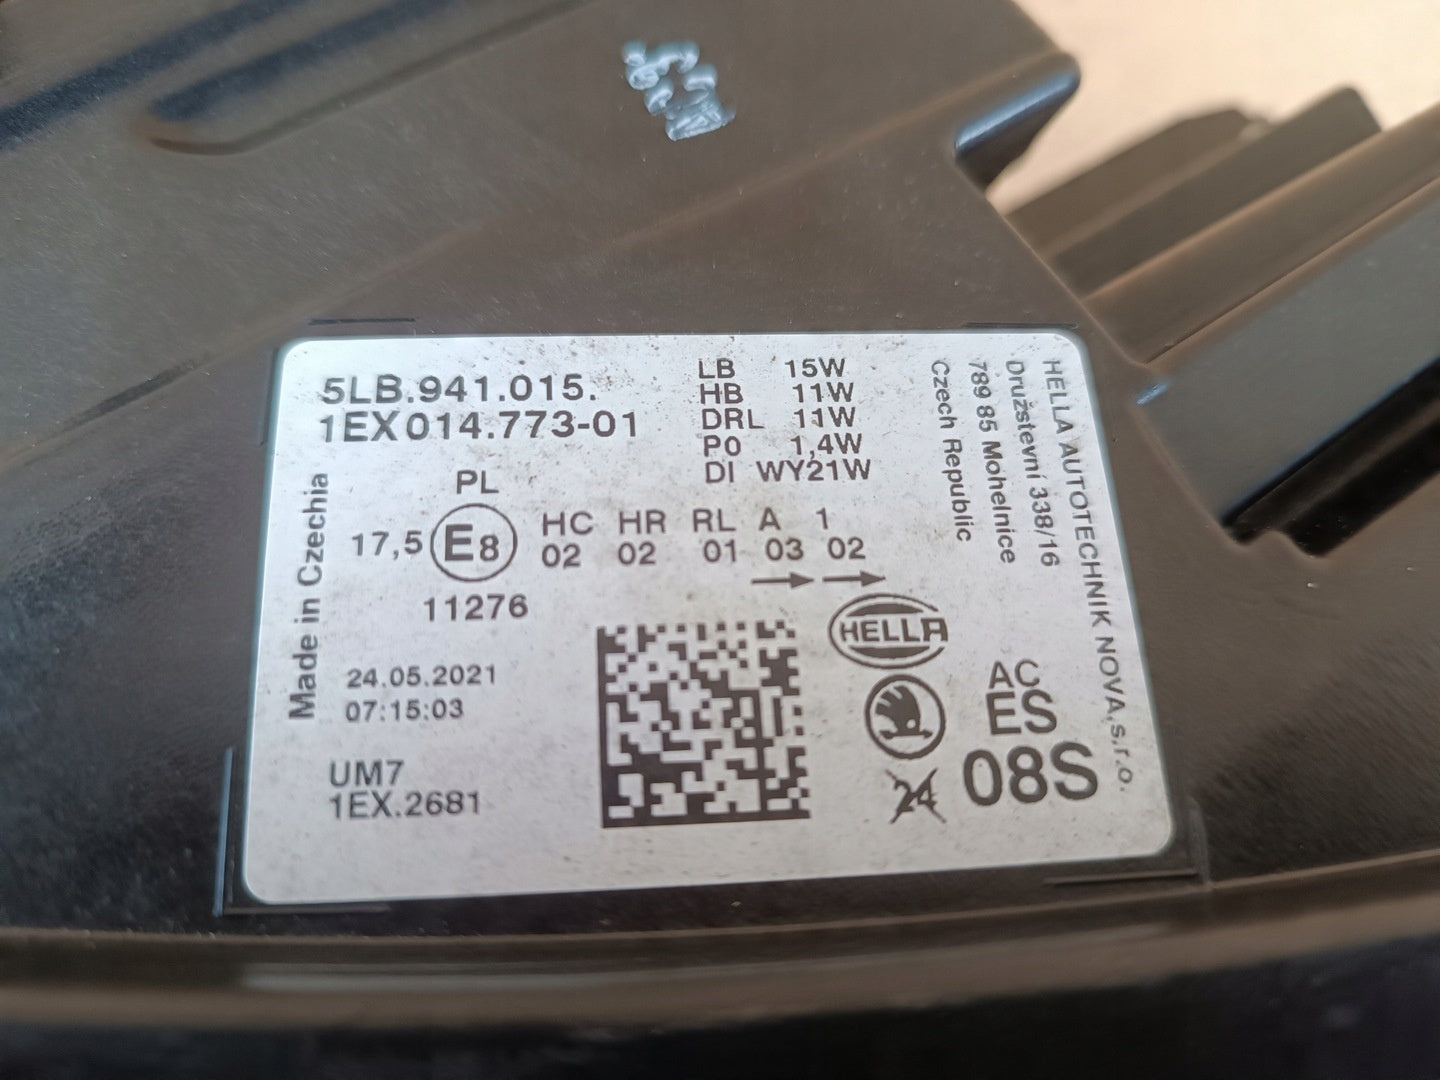 5LB.941.015.
1EX014.773-01
LB 15W
HB 11W
DRL 11W
PO 1,4W
DI WY21W
HELLA AUTOTECHNIK NOVA,s.r.o.
Družstevní 338/16
789 85 Mohelnice
Czech Republic
Made in Czechia
PL
17,5 E8
HC HR RL A 1
02 02 01 03 02
11276
24.05.2021
07:15:03
UM7
1EX.2681
HELLA
AC
ES
24
08S